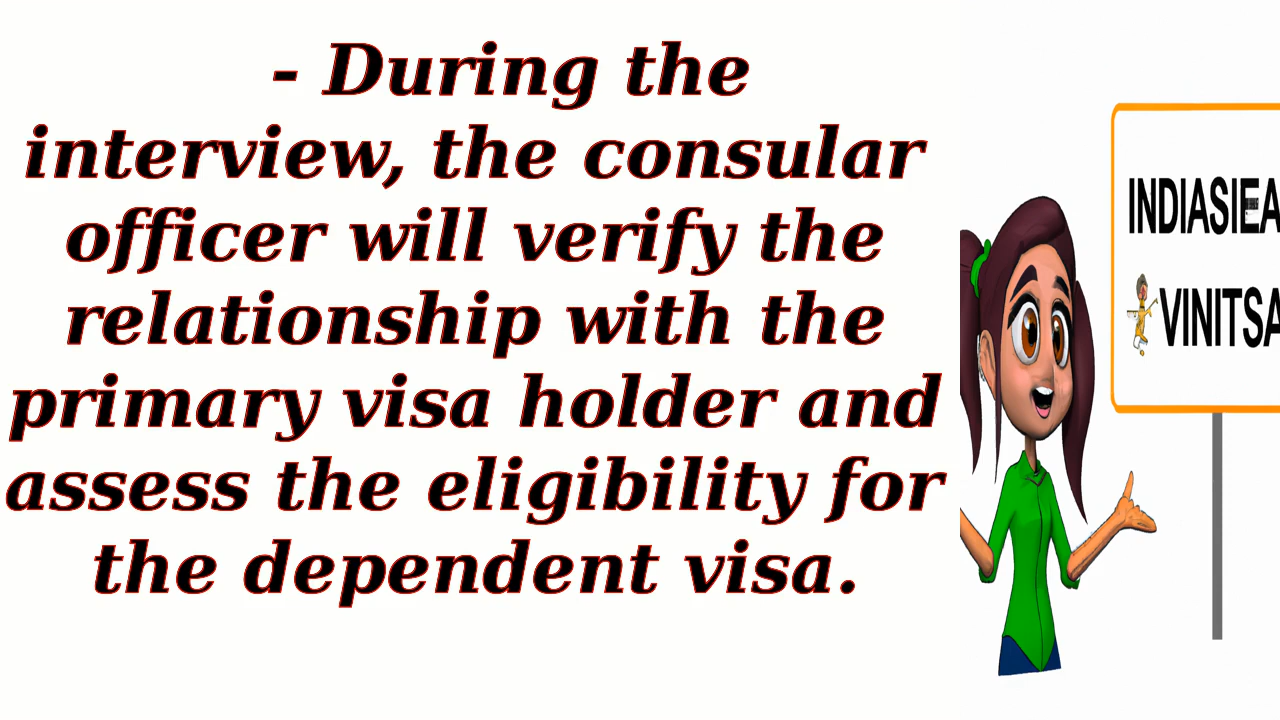 - During the
interview, the consular
officer will verify the
relationship with the
primary visa holder and
assess the eligibility for
the dependent visa.
INDIASIEA
VINITSA